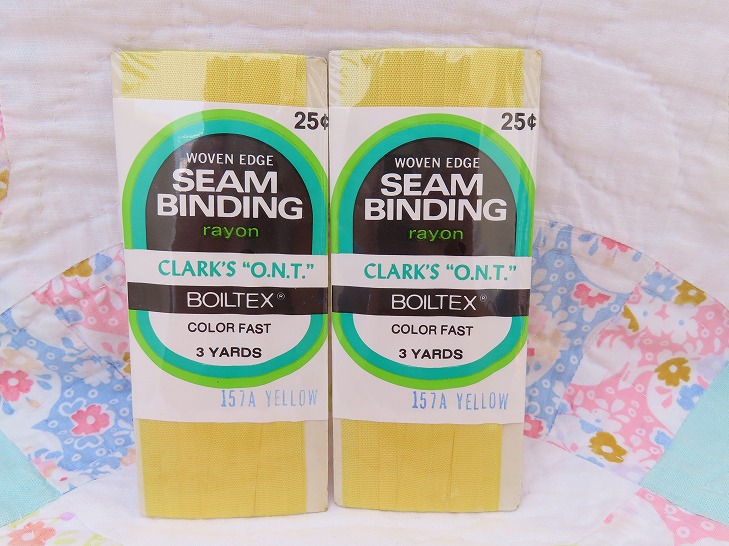 25¢
WOVEN EDGE
SEAM
BINDING
rayon
CLARK'S "O.N.T."
BOILTEX®
COLOR FAST
3 YARDS
157A YELLOW
25¢
WOVEN EDGE
SEAM
BINDING
rayon
CLARK'S "O.N.T."
BOILTEX®
COLOR FAST
3 YARDS
157A YELLOW